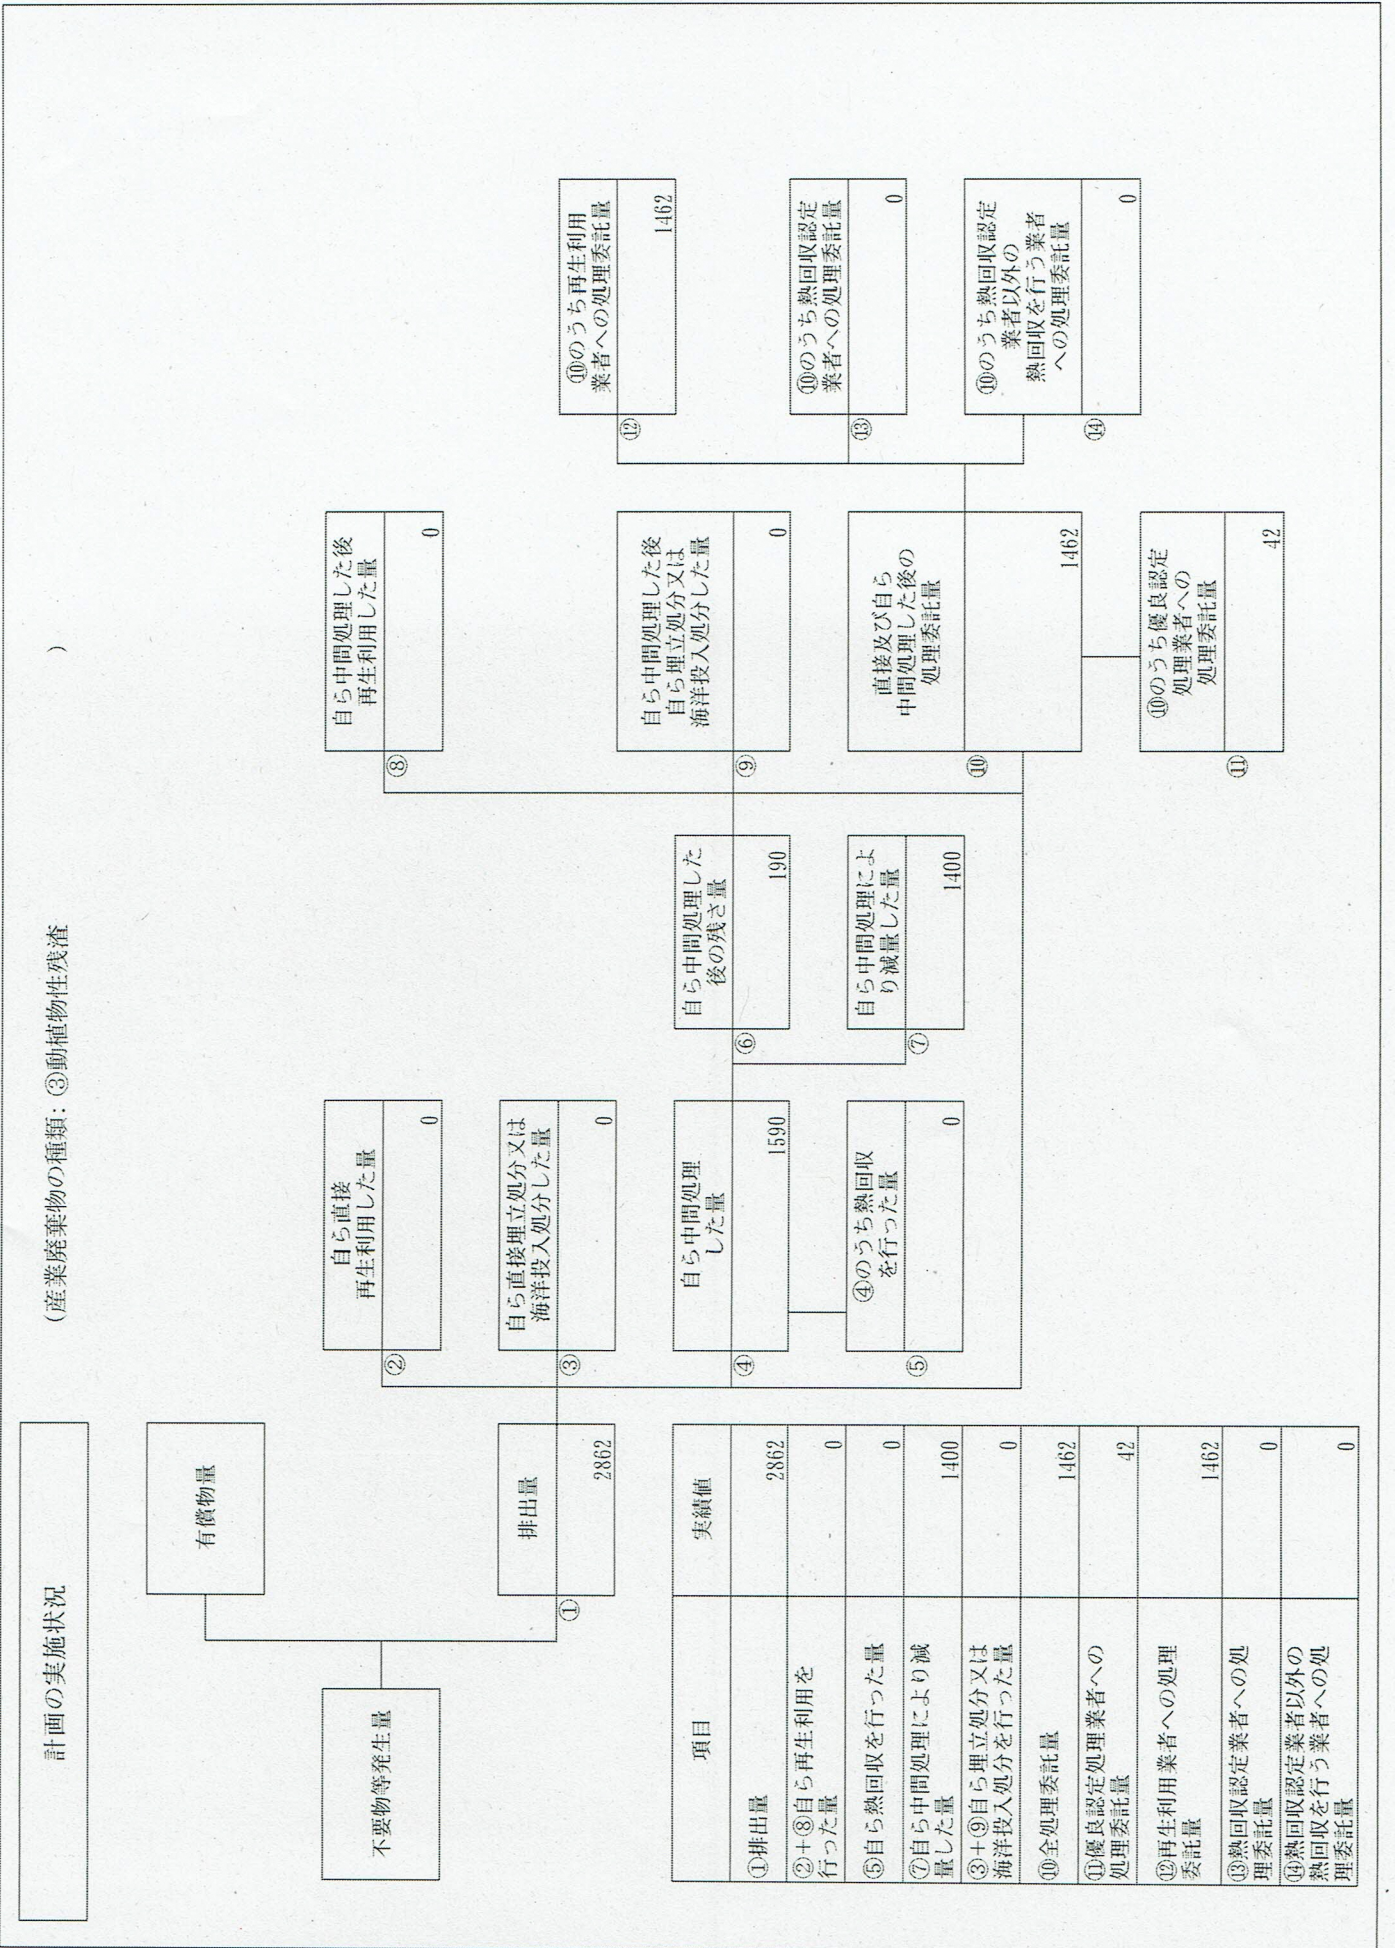 計画の実施状況
(産業廃棄物の種類: ③動植物性残渣 )
不要物等発生量
有償物量
①
排出量
2862
②
自ら直接
再生利用した量
0
③
自ら直接埋立処分又は
海洋投入処分した量
0
④
自ら中間処理
した量
1590
⑤
④のうち熱回収
を行った量
0
⑥
自ら中間処理した
後の残さ量
190
⑦
自ら中間処理によ
り減量した量
1400
⑧
自ら中間処理した後
再生利用した量
0
⑨
自ら中間処理した後
自ら埋立処分又は
海洋投入処分した量
0
⑩
直接及び自ら
中間処理した後の
処理委託量
1462
⑪
⑩のうち優良認定
処理業者への
処理委託量
42
⑫
⑩のうち再生利用
業者への処理委託量
1462
⑬
⑩のうち熱回収認定
業者への処理委託量
0
⑭
⑩のうち熱回収認定
業者以外の
熱回収を行う業者
への処理委託量
0
項目 実績値
①排出量 2862
②+⑧自ら再生利用を
行った量 0
⑤自ら熱回収を行った量 0
⑦自ら中間処理により減
量した量 1400
③+⑨自ら埋立処分又は
海洋投入処分を行った量 0
⑩全処理委託量 1462
⑪優良認定処理業者への
処理委託量 42
⑫再生利用業者への処理
委託量 1462
⑬熱回収認定業者への処
理委託量 0
⑭熱回収認定業者以外の
熱回収を行う業者への処
理委託量 0